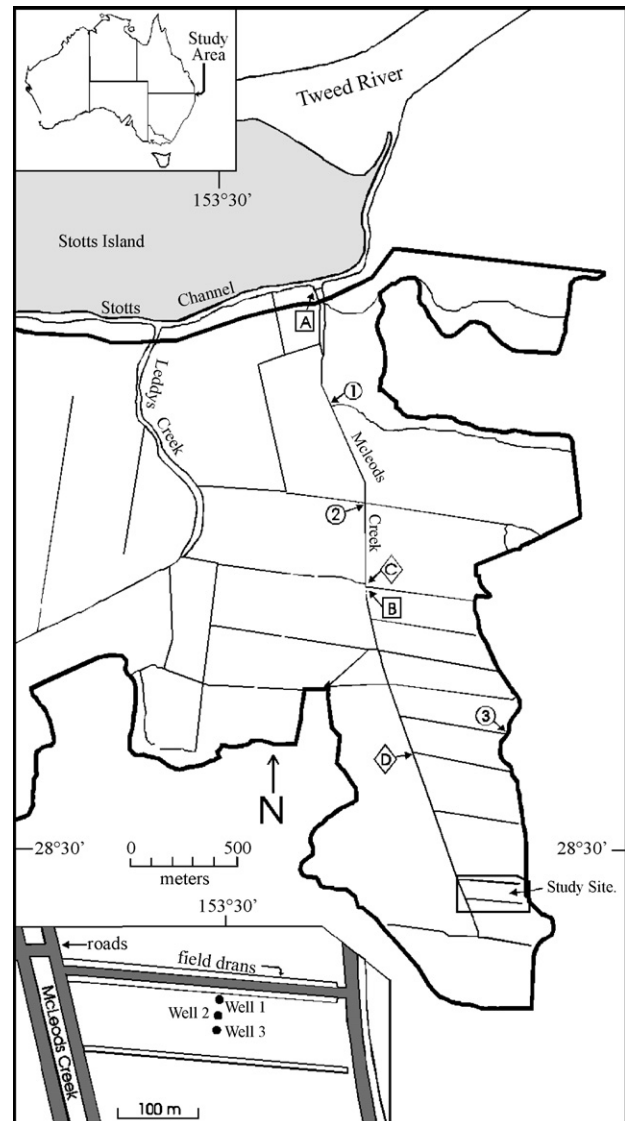 Study
Area
Tweed River
153°30'
Stotts Island
Stotts Channel
A
Leddys Creek
1
Mcleods Creek
2
C
B
3
D
N
28°30'
0 500
meters
28°30'
Study Site.
153°30'
roads
field drans
Well 1
Well 2
Well 3
McLeods Creek
100 m